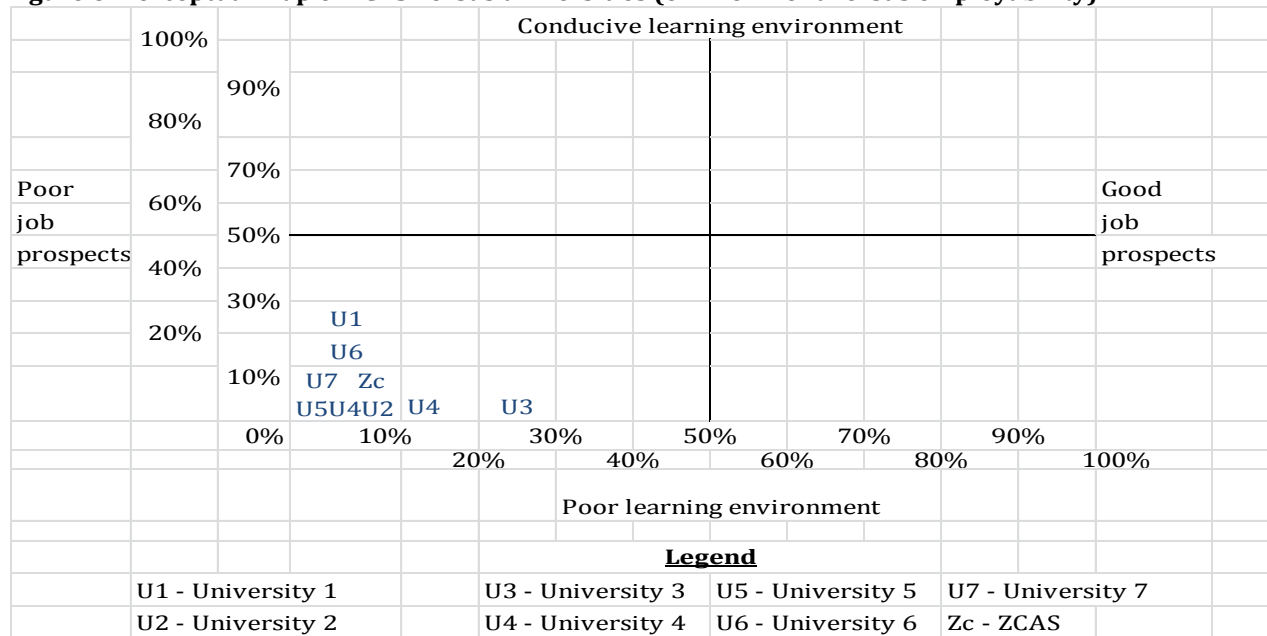 Conducive learning environment
100%
90%
80%
70%
Poor
job
prospects
60%
50%
Good
job
prospects
40%
30%
20%
10%
U1
U6
U7 Zc
U5U4U2 U4 U3
0% 10% 30% 50% 70% 90%
20% 40% 60% 80% 100%
Poor learning environment
Legend
U1 - University 1 U3 - University 3 U5 - University 5 U7 - University 7
U2 - University 2 U4 - University 4 U6 - University 6 Zc - ZCAS